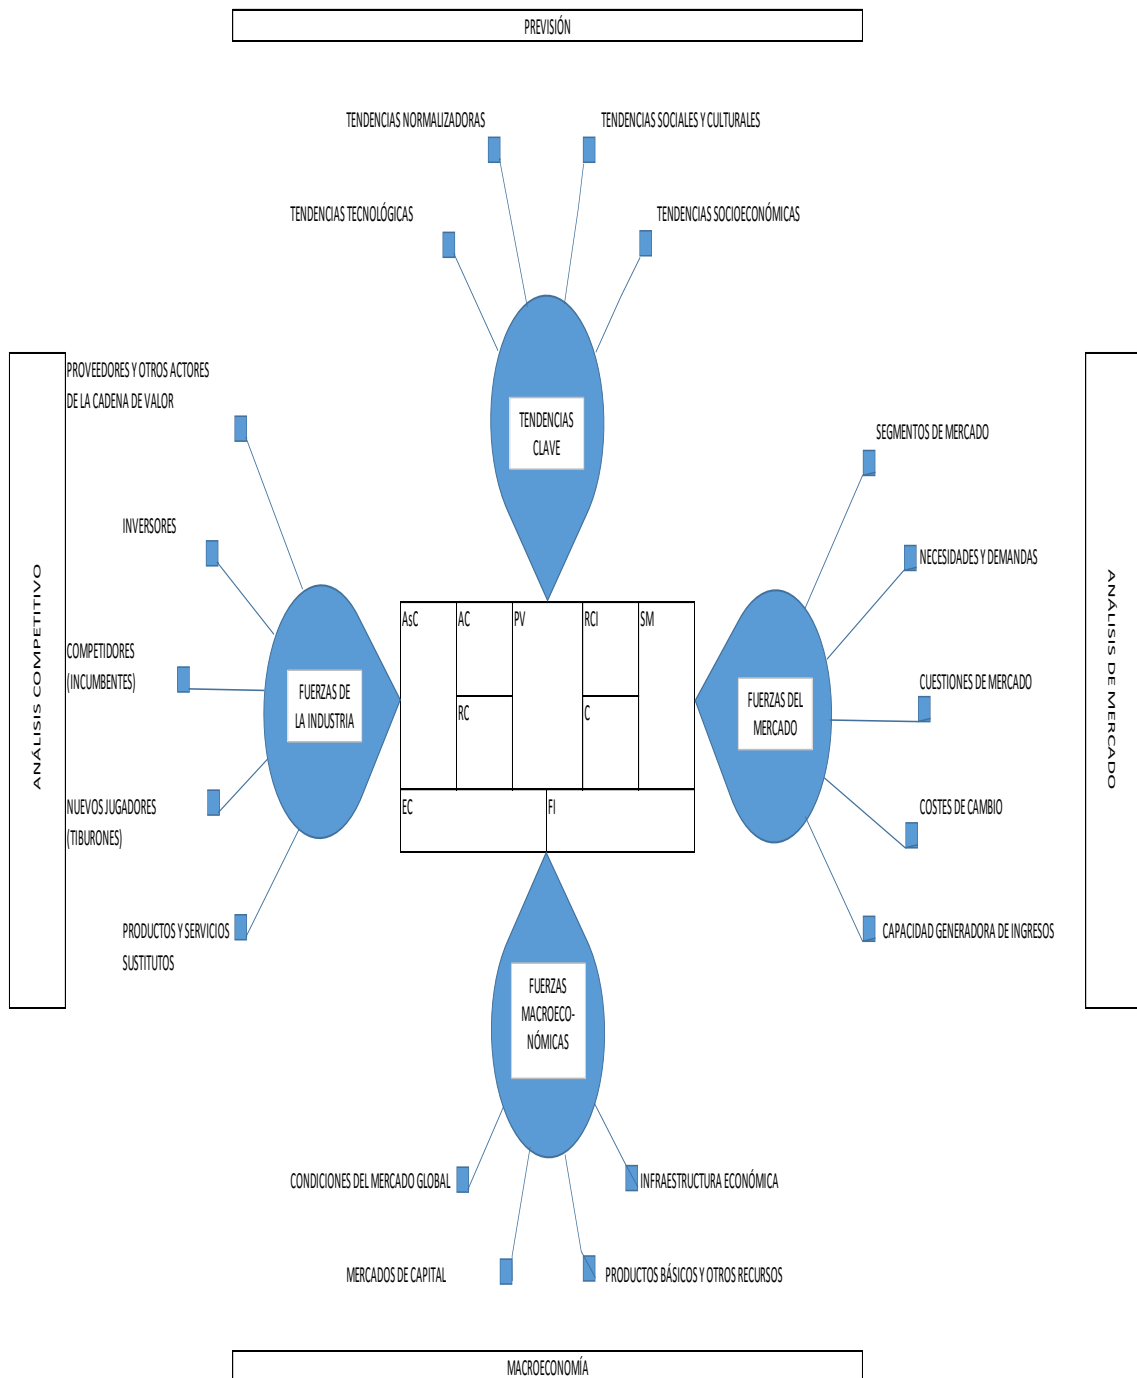 PREVISIÓN
TENDENCIAS NORMALIZADORAS
TENDENCIAS SOCIALES Y CULTURALES
TENDENCIAS TECNOLÓGICAS
TENDENCIAS SOCIOECONÓMICAS
TENDENCIAS
CLAVE
ANÁLISIS COMPETITIVO
PROVEEDORES Y OTROS ACTORES
DE LA CADENA DE VALOR
INVERSORES
COMPETIDORES
(INCUMBENTES)
NUEVOS JUGADORES
(TIBURONES)
PRODUCTOS Y SERVICIOS
SUSTITUTOS
FUERZAS DE
LA INDUSTRIA
AsC
AC
PV
RCI
SM
RC
C
EC
FI
FUERZAS DEL
MERCADO
SEGMENTOS DE MERCADO
NECESIDADES Y DEMANDAS
CUESTIONES DE MERCADO
COSTES DE CAMBIO
CAPACIDAD GENERADORA DE INGRESOS
ANÁLISIS DE MERCADO
FUERZAS
MACROECO-
NÓMICAS
CONDICIONES DEL MERCADO GLOBAL
INFRAESTRUCTURA ECONÓMICA
MERCADOS DE CAPITAL
PRODUCTOS BÁSICOS Y OTROS RECURSOS
MACROECONOMÍA